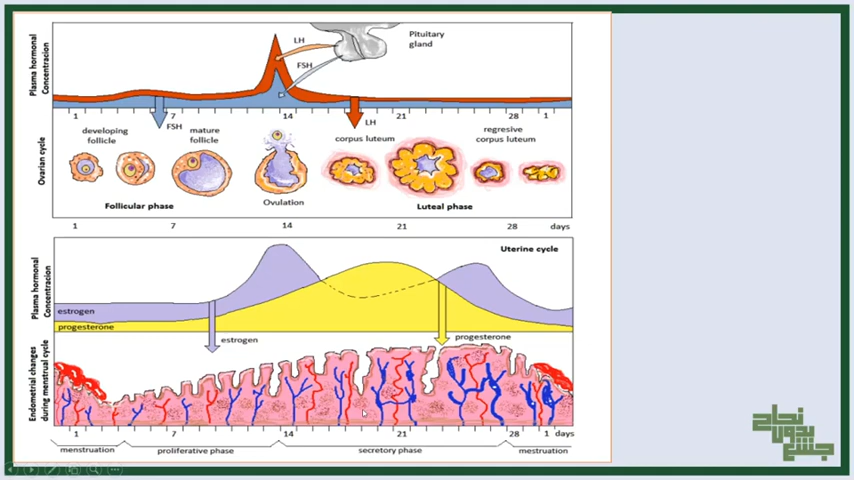 Plasma hormonal
Concentracion
LH
FSH
Pituitary
gland
1 7 14 21 28 1
FSH
LH
Ovarian cycle
developing
follicle
mature
follicle
corpus luteum
regresive
corpus luteum
Ovulation
Follicular phase
Luteal phase
1 7 14 21 28 days
Plasma hormonal
Concentracion
Uterine cycle
estrogen
progesterone
estrogen
progesterone
Endometrial changes
during menstrual cycle
1 7 14 21 28 1 days
menstruation
proliferative phase
secretory phase
mestruation
نجاح
بدون
جشع